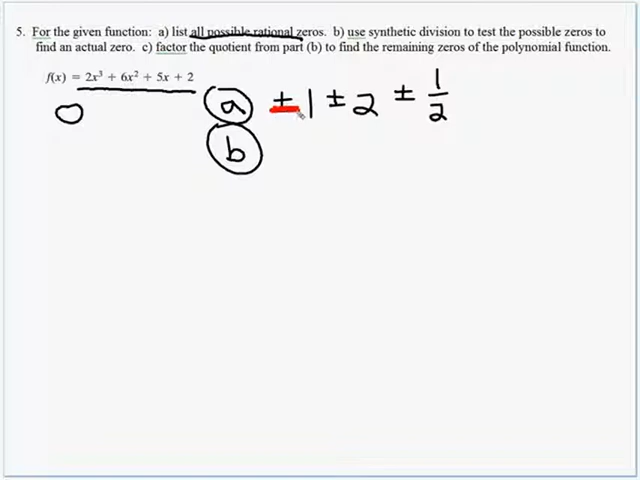 5. For the given function: a) list all possible rational zeros. b) use synthetic division to test the possible zeros to
find an actual zero. c) factor the quotient from part (b) to find the remaining zeros of the polynomial function.
f(x) = 2x³ + 6x² + 5x + 2
a ± 1 ± 2 ± 1/2
0
b